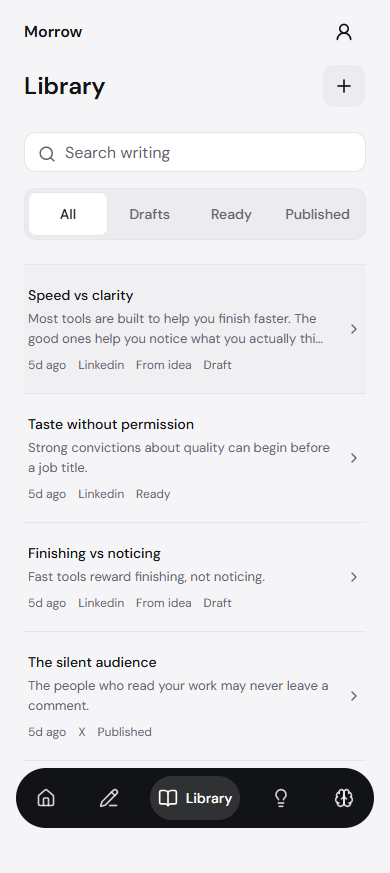 Morrow
Library
Search writing
All Drafts Ready Published
Speed vs clarity
Most tools are built to help you finish faster. The
good ones help you notice what you actually thi...
5d ago Linkedin From idea Draft
Taste without permission
Strong convictions about quality can begin before
a job title.
5d ago Linkedin Ready
Finishing vs noticing
Fast tools reward finishing, not noticing.
5d ago Linkedin From idea Draft
The silent audience
The people who read your work may never leave a
comment.
5d ago X Published
Library